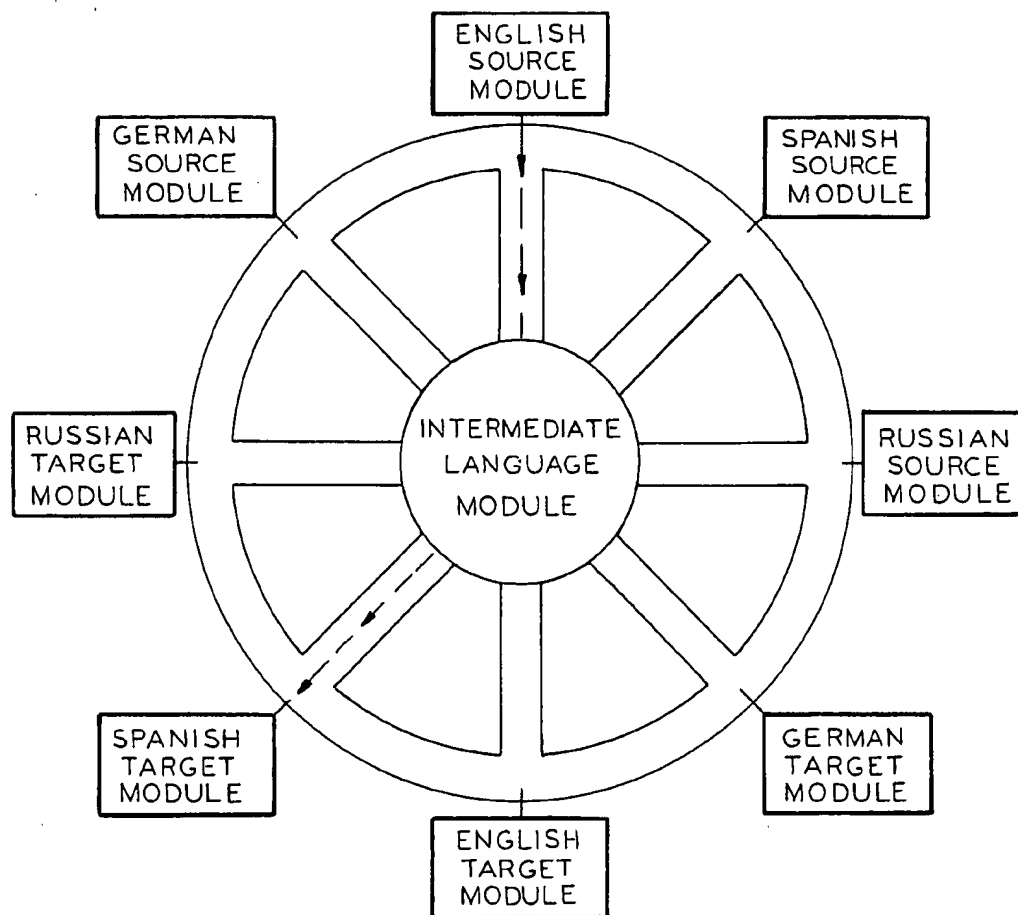 ENGLISH
SOURCE
MODULE
GERMAN
SOURCE
MODULE
SPANISH
SOURCE
MODULE
RUSSIAN
TARGET
MODULE
INTERMEDIATE
LANGUAGE
MODULE
RUSSIAN
SOURCE
MODULE
SPANISH
TARGET
MODULE
GERMAN
TARGET
MODULE
ENGLISH
TARGET
MODULE